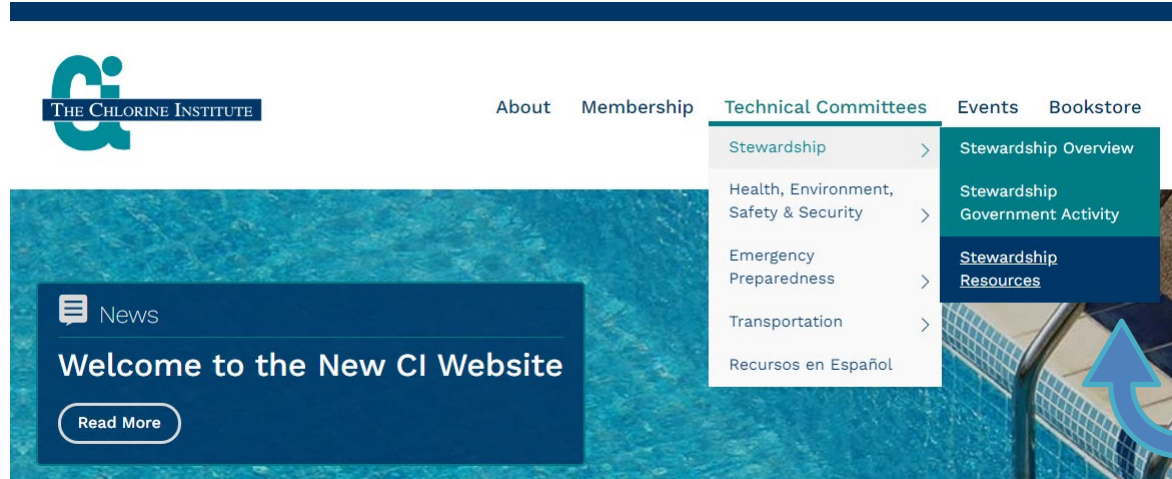 THE CHLORINE INSTITUTE
About Membership Technical Committees Events Bookstore
Stewardship
Health, Environment,
Safety & Security
Emergency
Preparedness
Transportation
Recursos en Español
Stewardship Overview
Stewardship
Government Activity
Stewardship
Resources
News
Welcome to the New CI Website
Read More